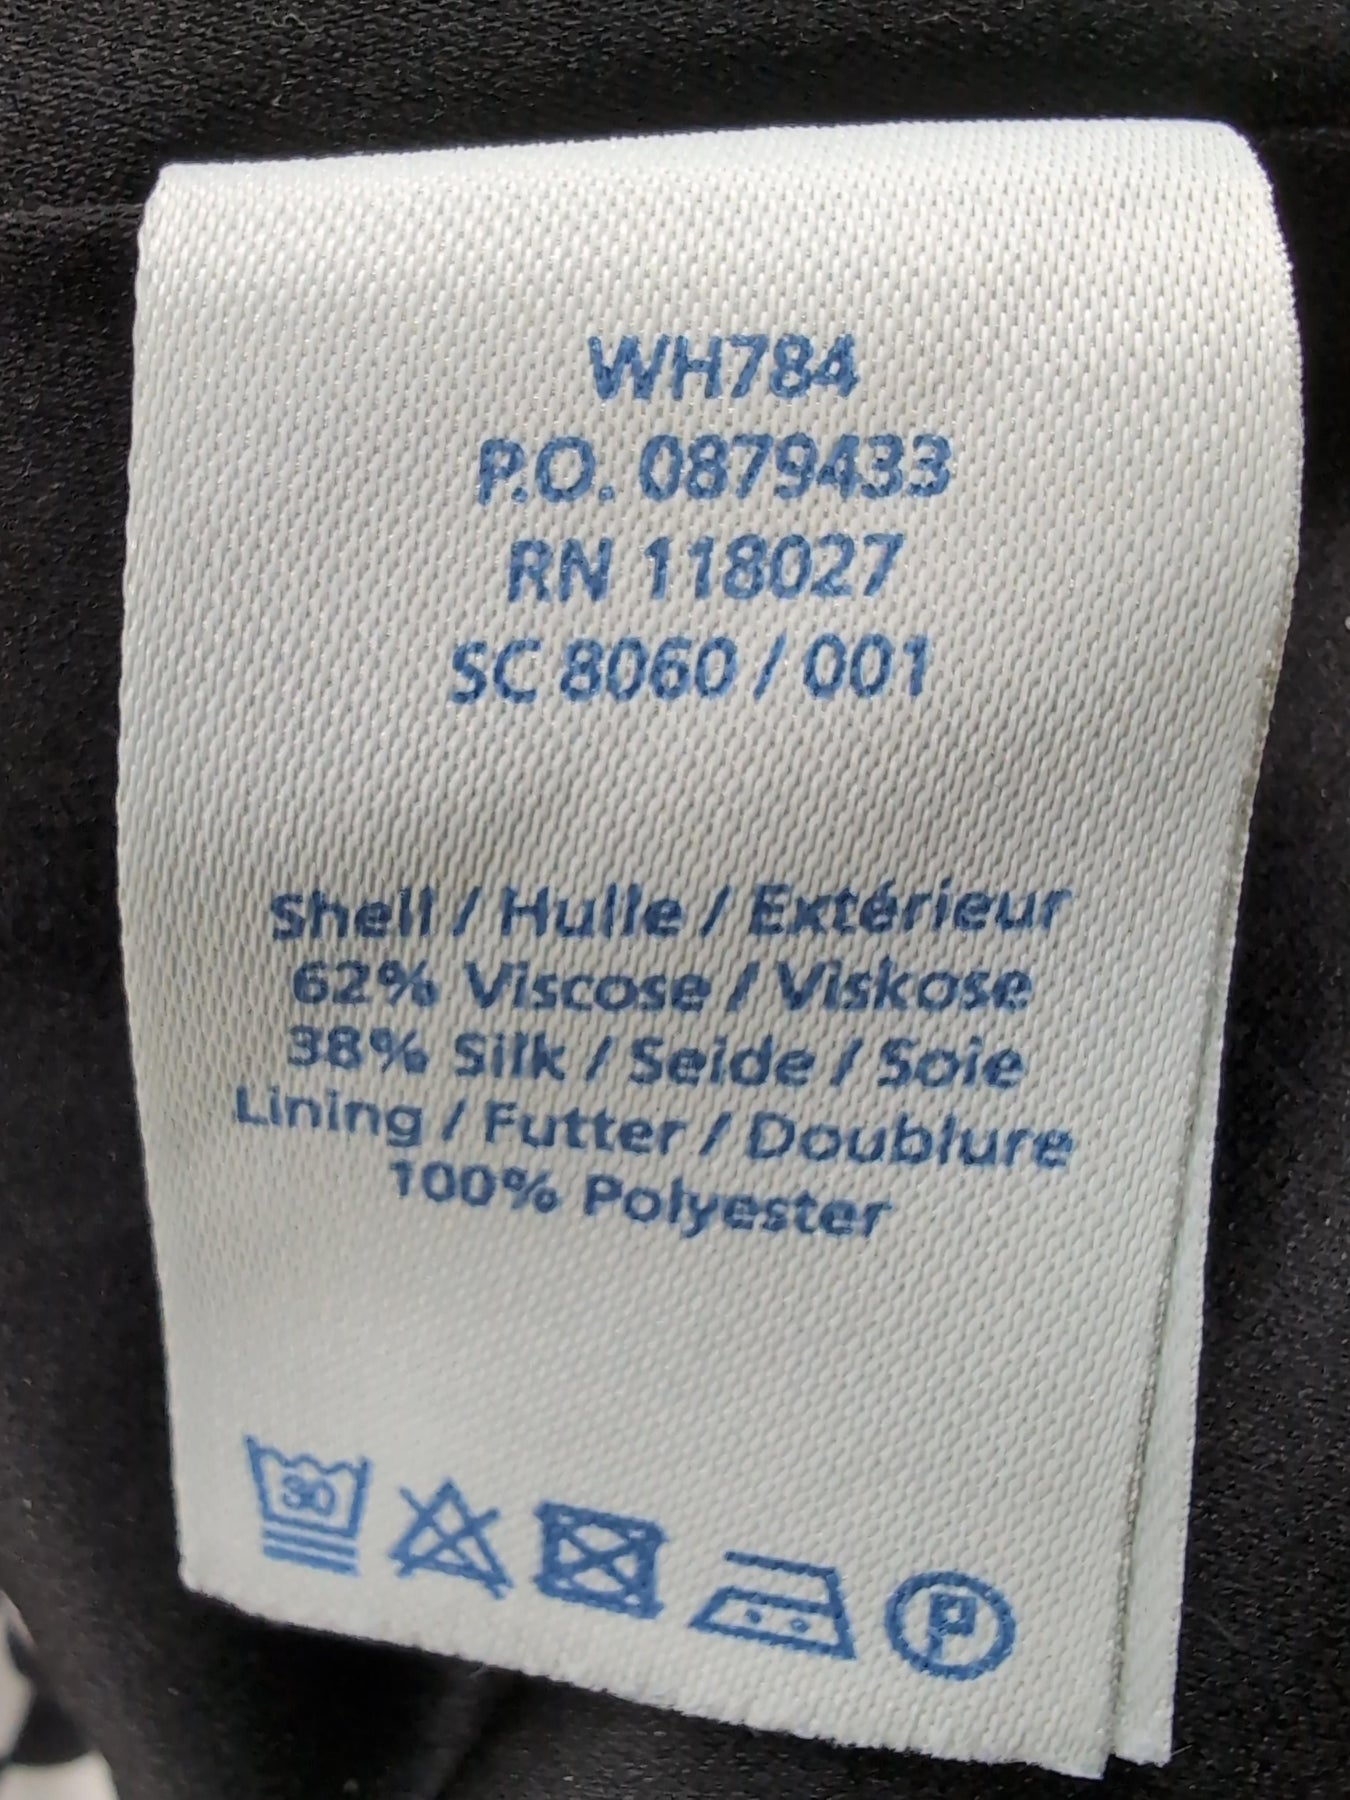 WH784
P.O. 0879433
RN 118027
SC 8060 / 001
Shell / Hulle / Extérieur
62% Viscose / Viskose
38% Silk / Seide / Soie
Lining / Futter / Doublure
100% Polyester
30
P